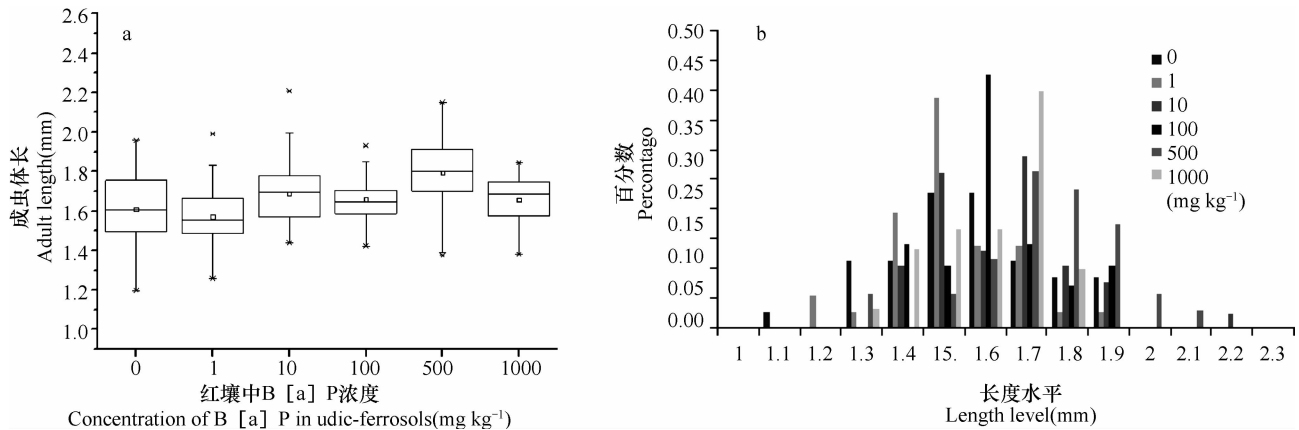 a
2.6
2.4
2.2
2.0
1.8
1.6
1.4
1.2
1.0
成虫体长
Adult length(mm)
0 1 10 100 500 1000
红壤中B［a］P浓度
Concentration of B［a］P in udic-ferrosols(mg kg⁻¹)
b
0.50
0.45
0.40
0.35
0.30
0.25
0.15
0.10
0.05
0.00
百分数
Percentago
0
1
10
100
500
1000
(mg kg⁻¹)
1 1.1 1.2 1.3 1.4 15. 1.6 1.7 1.8 1.9 2 2.1 2.2 2.3
长度水平
Length level(mm)